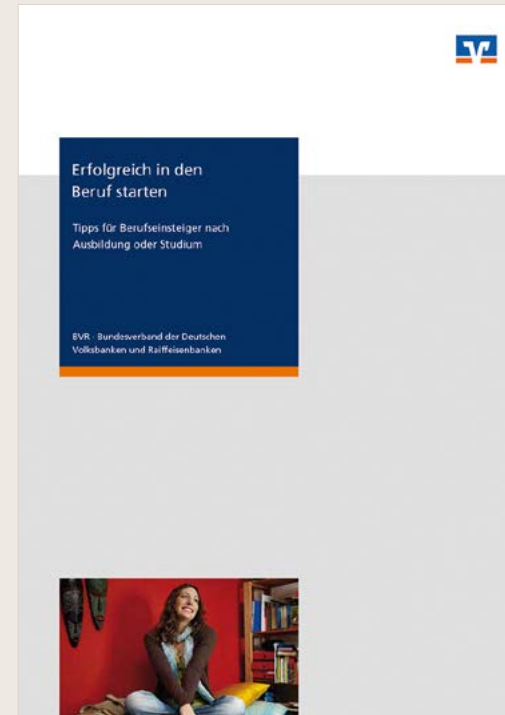 Erfolgreich in den
Beruf starten
Tipps für Berufseinsteiger nach
Ausbildung oder Studium
BVR · Bundesverband der Deutschen
Volksbanken und Raiffeisenbanken